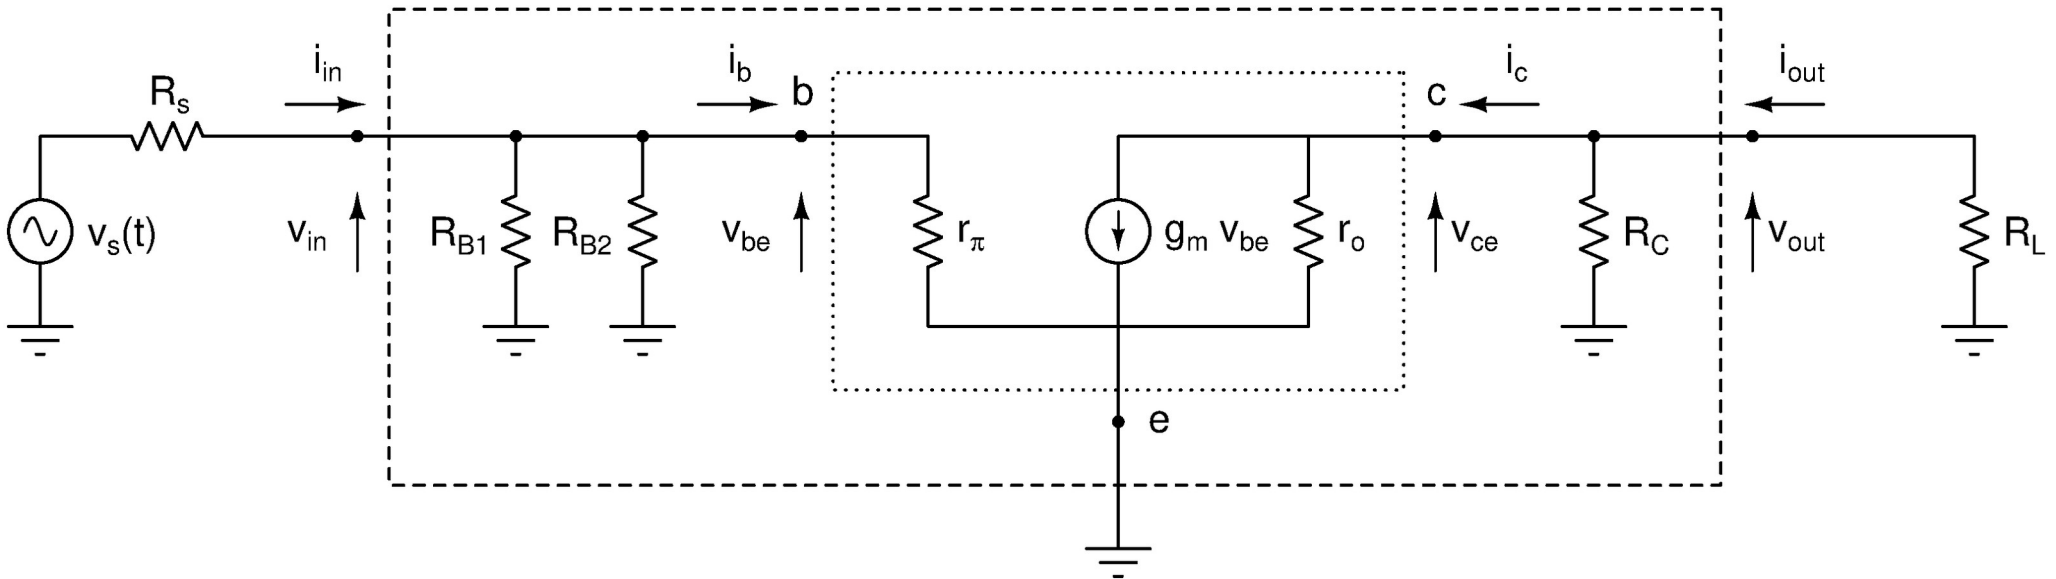 i_in
i_b
b
c
i_c
i_out
R_s
v_s(t)
v_in
R_B1
R_B2
v_be
r_π
g_m v_be
r_o
v_ce
R_C
v_out
R_L
e